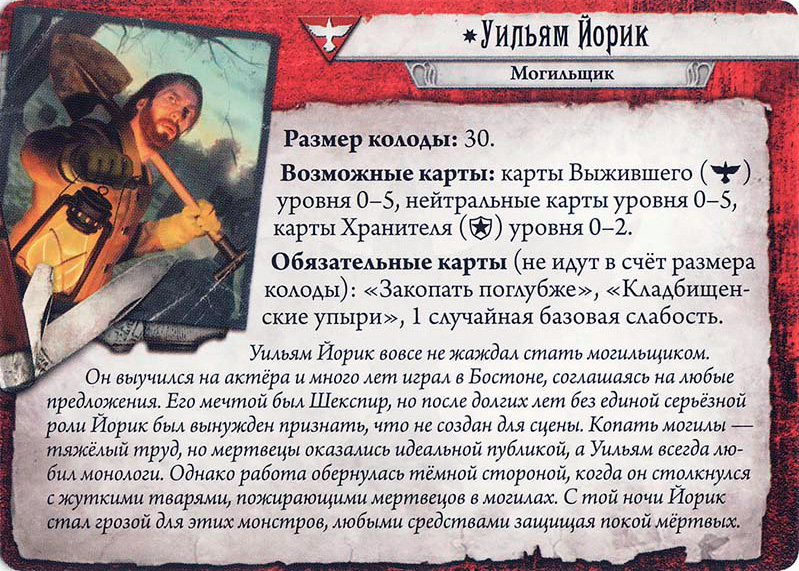 Уильям Йорик
Могильщик
Размер колоды: 30.
Возможные карты: карты Выжившего ( )
уровня 0–5, нейтральные карты уровня 0–5,
карты Хранителя ( ) уровня 0–2.
Обязательные карты (не идут в счёт размера
колоды): «Закопать поглубже», «Кладбищен-
ские упыри», 1 случайная базовая слабость.
Уильям Йорик вовсе не жаждал стать могильщиком.
Он выучился на актёра и много лет играл в Бостоне, соглашаясь на любые
предложения. Его мечтой был Шекспир, но после долгих лет без единой серьёзной
роли Йорик был вынужден признать, что не создан для сцены. Копать могилы —
тяжёлый труд, но мертвецы оказались идеальной публикой, а Уильям всегда лю-
бил монологи. Однако работа обернулась тёмной стороной, когда он столкнулся
с жуткими тварями, пожирающими мертвецов в могилах. С той ночи Йорик
стал грозой для этих монстров, любыми средствами защищая покой мёртвых.